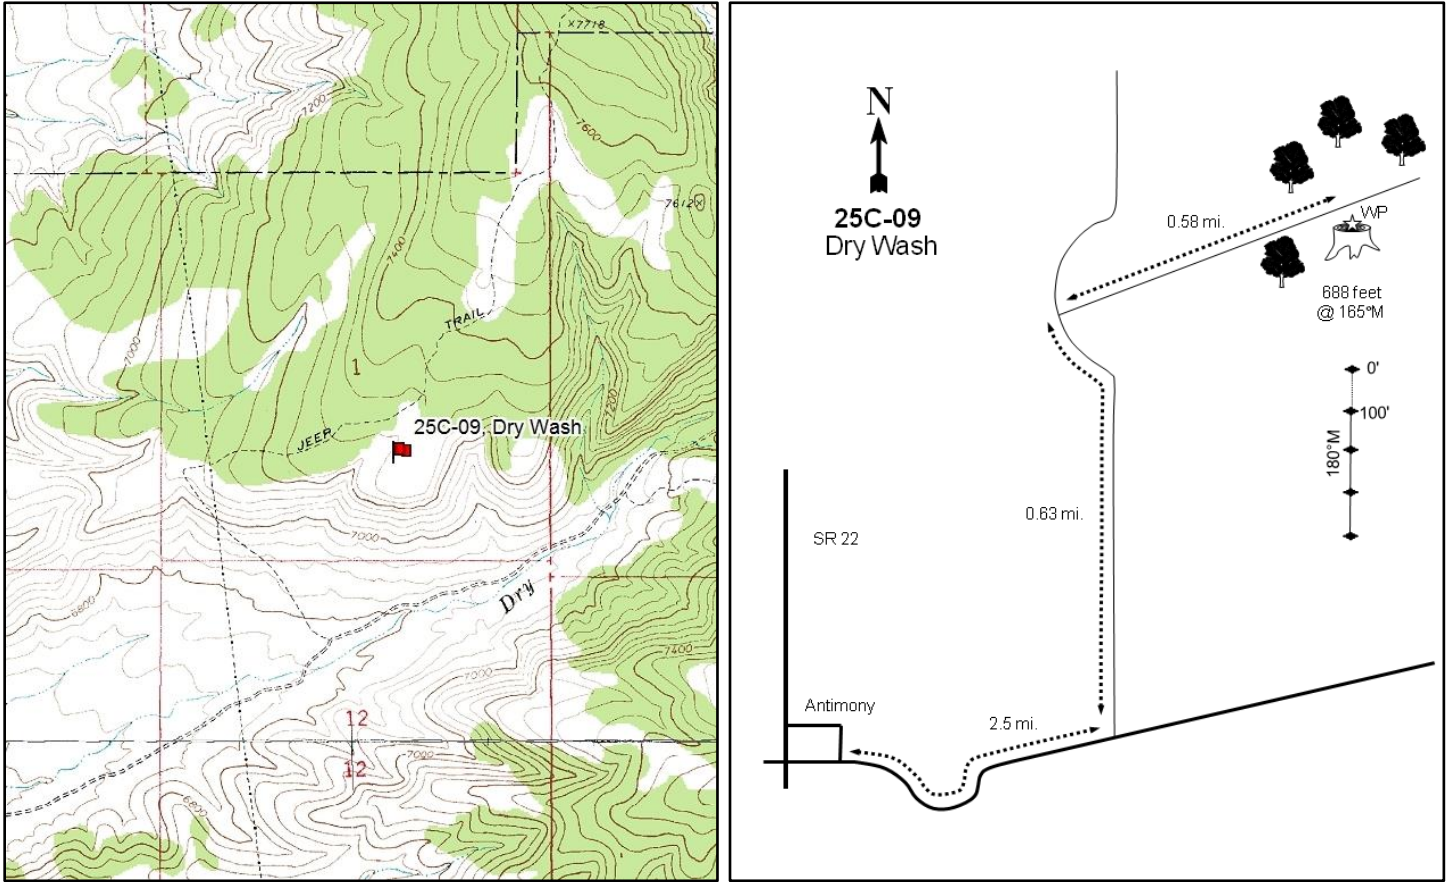 ×7718
7200
7600
7612×
7400
TRAIL
7000
1
7200
25C-09, Dry Wash
JEEP
7000
6800
Dry
7400
7000
12
7000
12
6800
N
25C-09
Dry Wash
0.58 mi.
WP
688 feet
@ 165°M
0'
100'
180°M
0.63 mi.
SR 22
Antimony
2.5 mi.